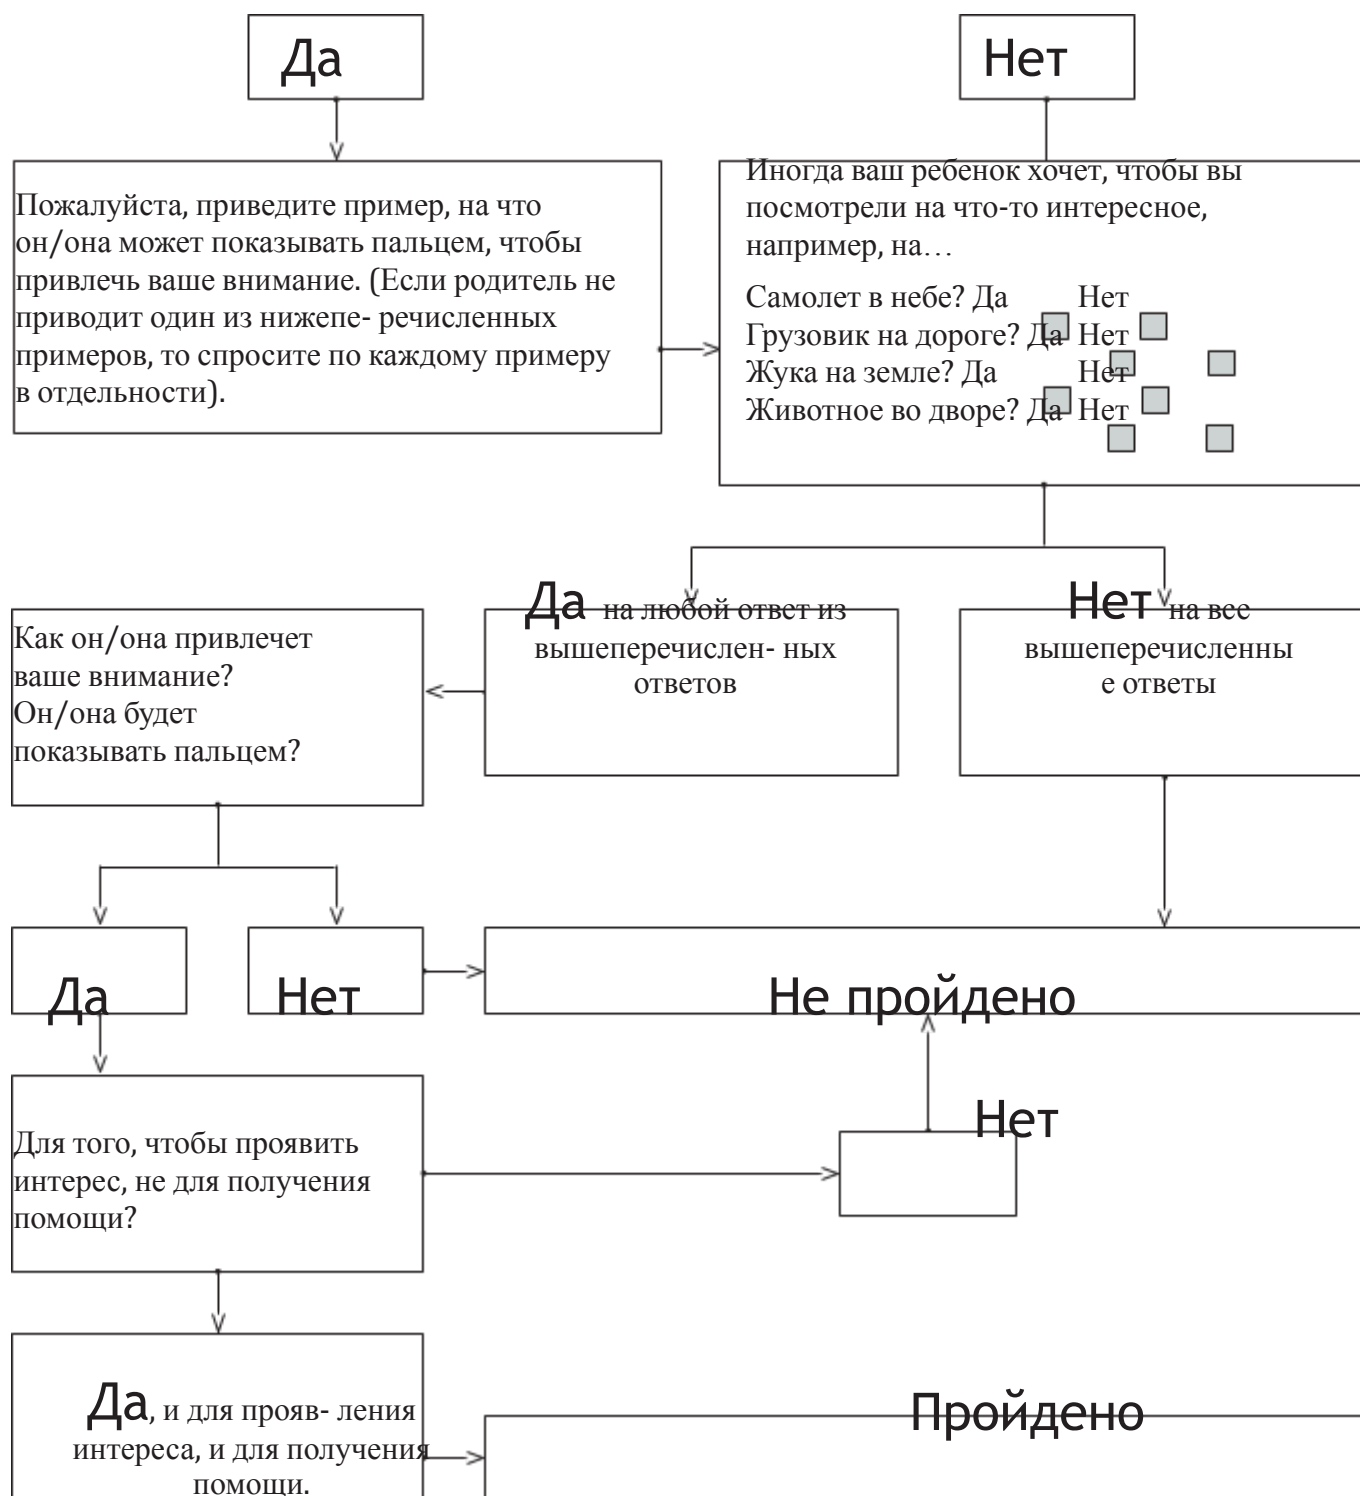 Да
Нет
Пожалуйста, приведите пример, на что
он/она может показывать пальцем, чтобы
привлечь ваше внимание. (Если родитель не
приводит один из нижепе- речисленных
примеров, то спросите по каждому примеру
в отдельности).
Иногда ваш ребенок хочет, чтобы вы
посмотрели на что-то интересное,
например, на…
Самолет в небе? Да Нет
Грузовик на дороге? Да Нет
Жука на земле? Да Нет
Животное во дворе? Да Нет
Да на любой ответ из
вышеперечислен- ных
ответов
Нет на все
вышеперечисленны
е ответы
Как он/она привлечет
ваше внимание?
Он/она будет
показывать пальцем?
Да
Нет
Не пройдено
Нет
Для того, чтобы проявить
интерес, не для получения
помощи?
Да, и для прояв- ления
интереса, и для получения
помощи.
Пройдено